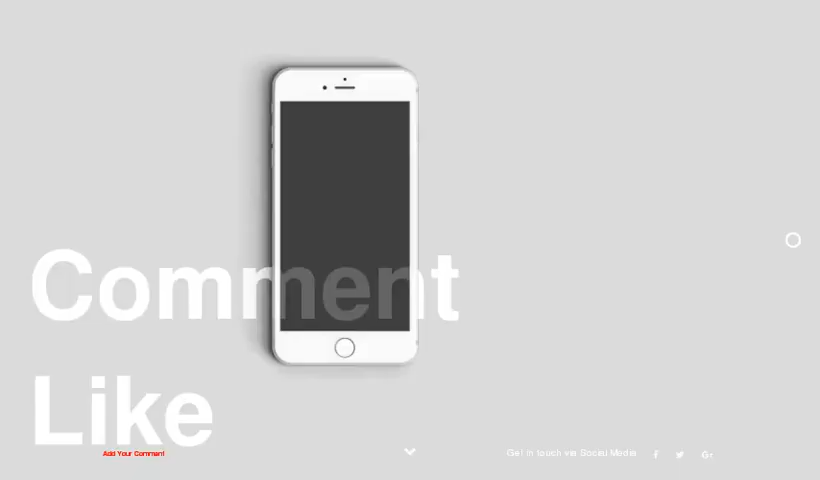 Comment
Like
Add Your Comment
Get in touch via Social Media
f
G+